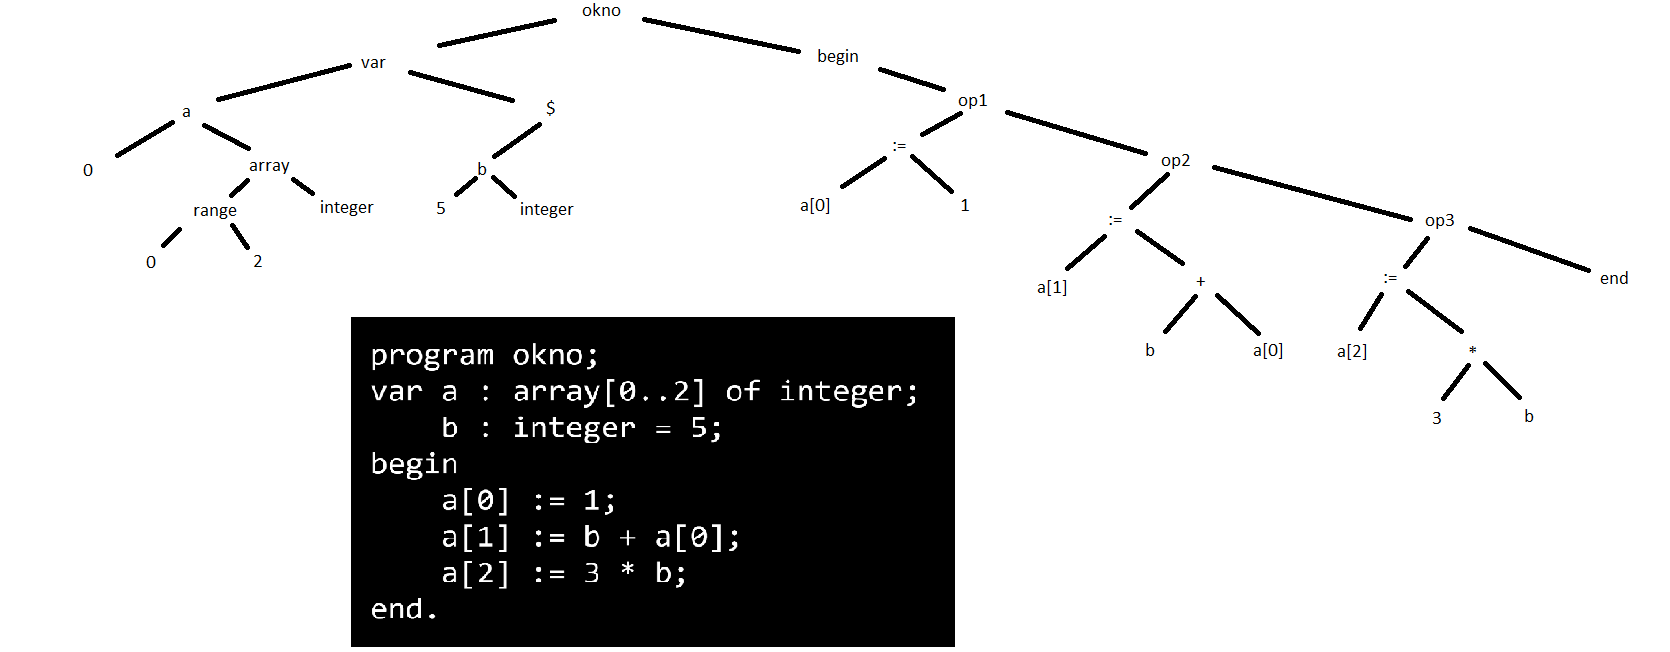 okno
var
begin
a
$
op1
0
array
b
:=
op2
range
integer
5
integer
a[0]
1
:=
op3
0
2
a[1]
+
:=
end
b
a[0]
a[2]
*
3
b
program okno;
var a : array[0..2] of integer;
b : integer = 5;
begin
a[0] := 1;
a[1] := b + a[0];
a[2] := 3 * b;
end.